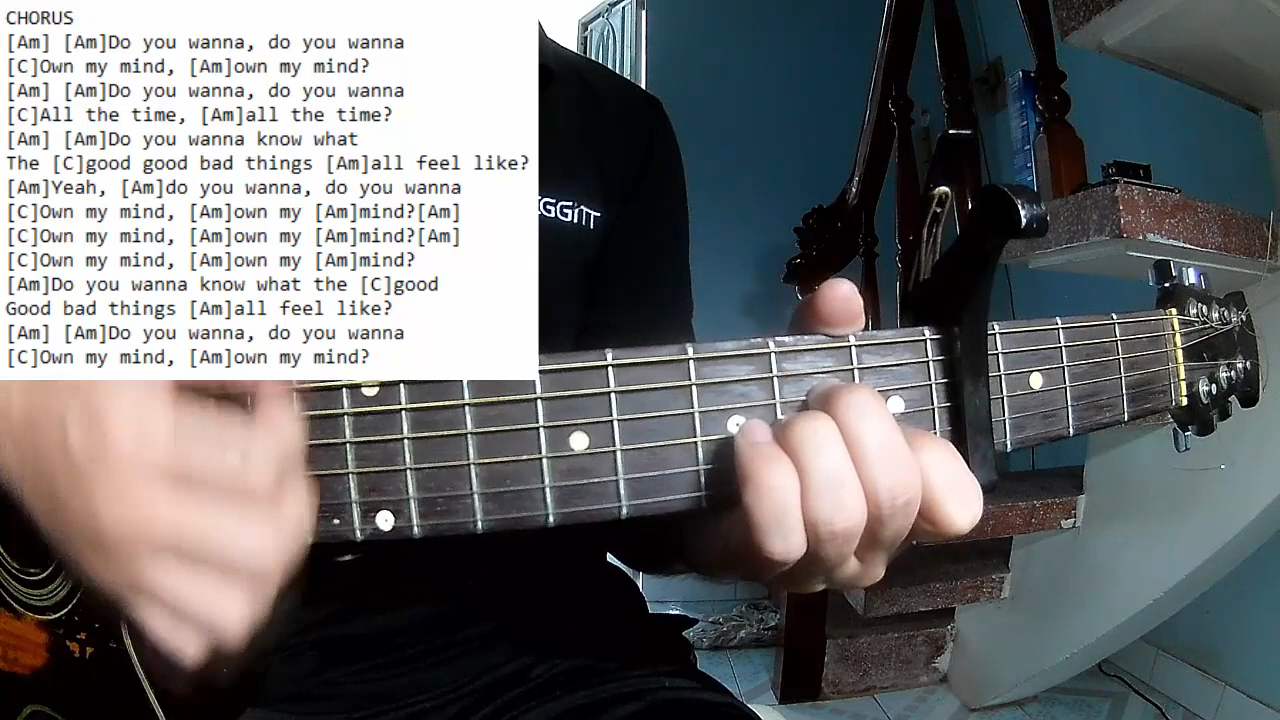 CHORUS
[Am] [Am]Do you wanna, do you wanna
[C]Own my mind, [Am]own my mind?
[Am] [Am]Do you wanna, do you wanna
[C]All the time, [Am]all the time?
[Am] [Am]Do you wanna know what
The [C]good good bad things [Am]all feel like?
[Am]Yeah, [Am]do you wanna, do you wanna
[C]Own my mind, [Am]own my [Am]mind?[Am]
[C]Own my mind, [Am]own my [Am]mind?[Am]
[C]Own my mind, [Am]own my [Am]mind?
[Am]Do you wanna know what the [C]good
Good bad things [Am]all feel like?
[Am] [Am]Do you wanna, do you wanna
[C]Own my mind, [Am]own my mind?